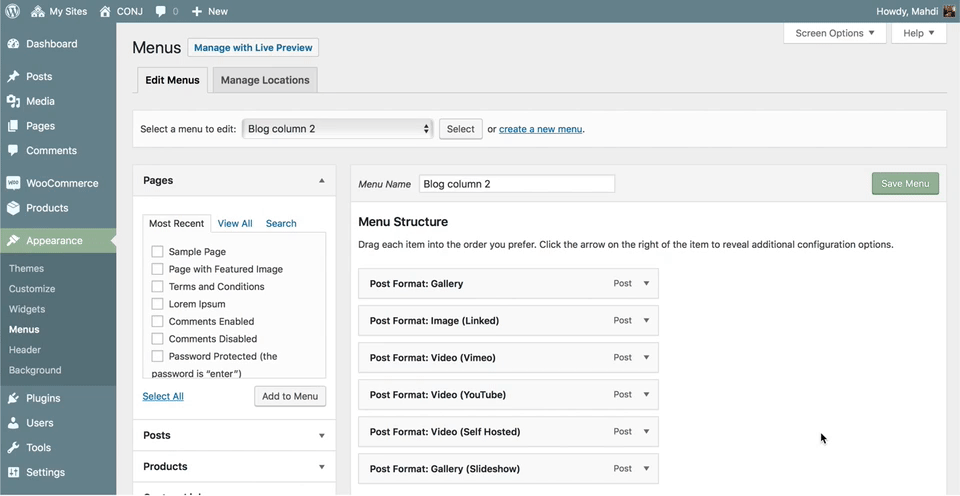 My Sites
CONJ
0
New
Howdy, Mahdi
Dashboard
Posts
Media
Pages
Comments
WooCommerce
Products
Appearance
Themes
Customize
Widgets
Menus
Header
Background
Plugins
Users
Tools
Settings
Screen Options ▼
Help ▼
Menus
Manage with Live Preview
Edit Menus
Manage Locations
Select a menu to edit: Blog column 2 Select or create a new menu.
Pages
Most Recent View All Search
Sample Page
Page with Featured Image
Terms and Conditions
Lorem Ipsum
Comments Enabled
Comments Disabled
Password Protected (the
password is “enter”)
Select All
Add to Menu
Posts
Products
Menu Name Blog column 2
Save Menu
Menu Structure
Drag each item into the order you prefer. Click the arrow on the right of the item to reveal additional configuration options.
Post Format: Gallery Post
Post Format: Image (Linked) Post
Post Format: Video (Vimeo) Post
Post Format: Video (YouTube) Post
Post Format: Video (Self Hosted) Post
Post Format: Gallery (Slideshow) Post